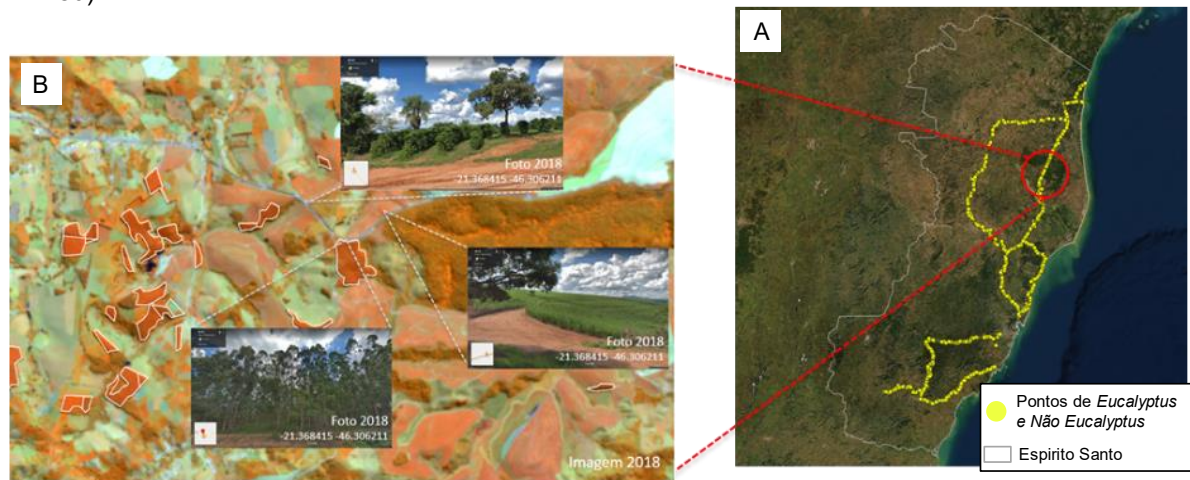 A
B
Foto 2018
-21.368415 -46.306211
Foto 2018
-21.368415 -46.306211
Foto 2018
-21.368415 -46.306211
Imagem 2018
Pontos de Eucalyptus
e Não Eucalyptus
Espirito Santo